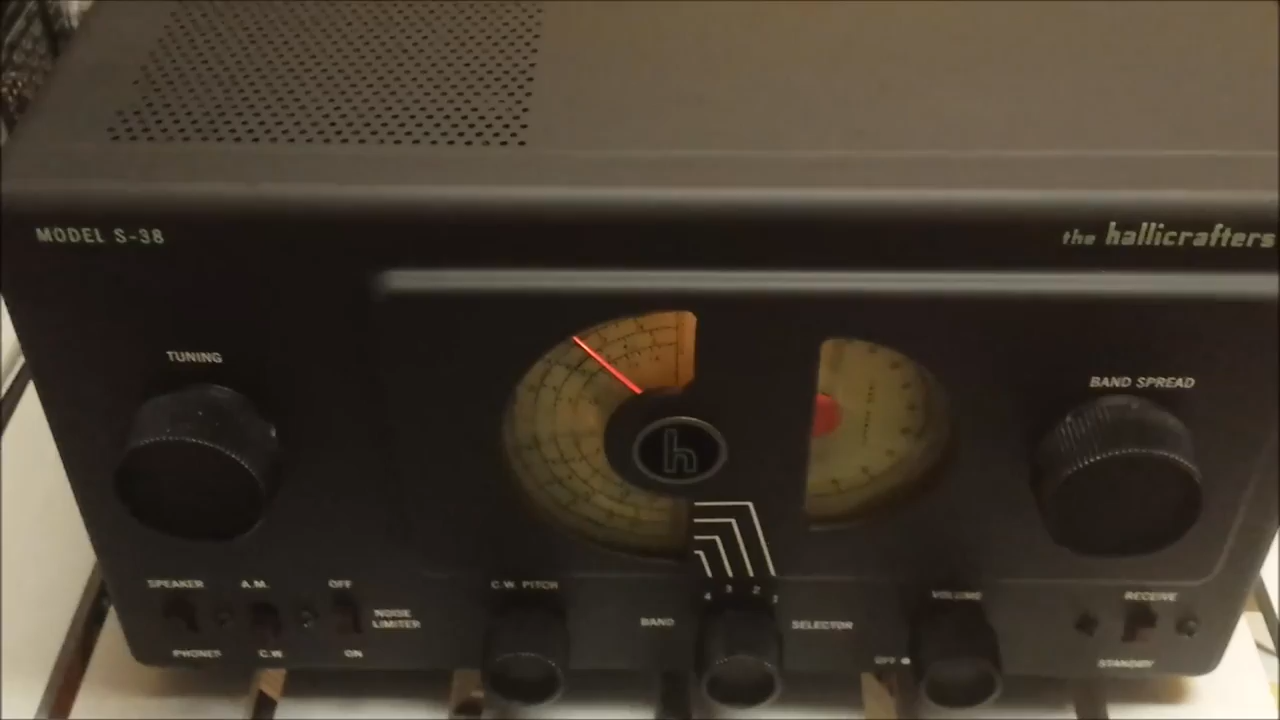 MODEL S-38
the hallicrafters
TUNING
BAND SPREAD
h
SPEAKER
A.M.
OFF
C.W. PITCH
4 3 2 1
VOLUME
RECEIVE
NOISE
LIMITER
BAND
SELECTOR
PHONES
C.W
ON
OFF
STANDBY